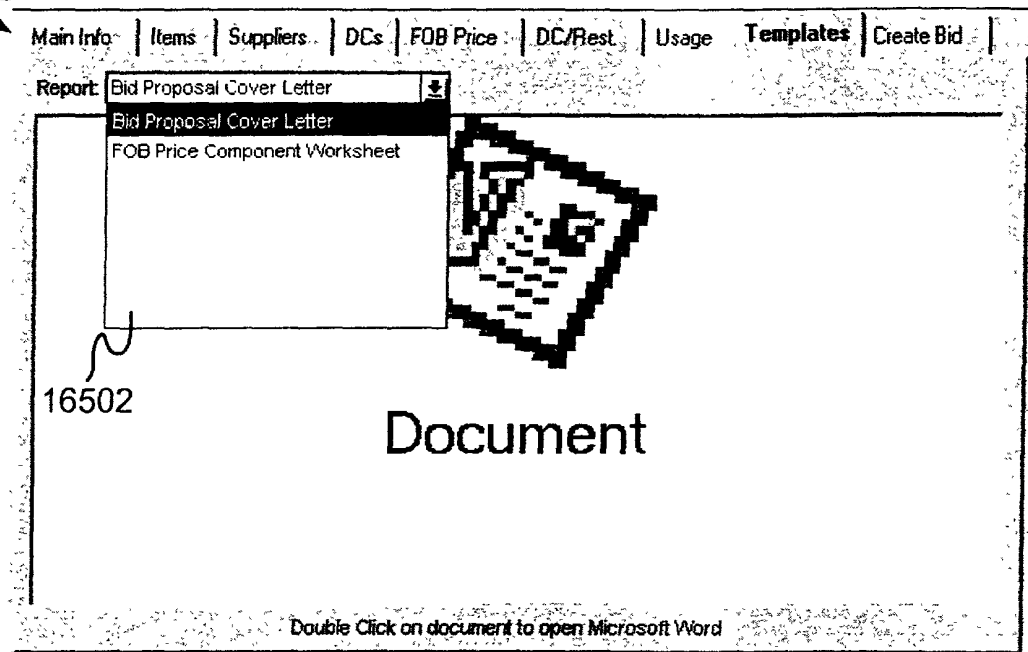 Main Info Items Suppliers DCs FOB Price DC/Rest. Usage Templates Create Bid
Report: Bid Proposal Cover Letter
Bid Proposal Cover Letter
FOB Price Component Worksheet
16502
Document
Double Click on document to open Microsoft Word